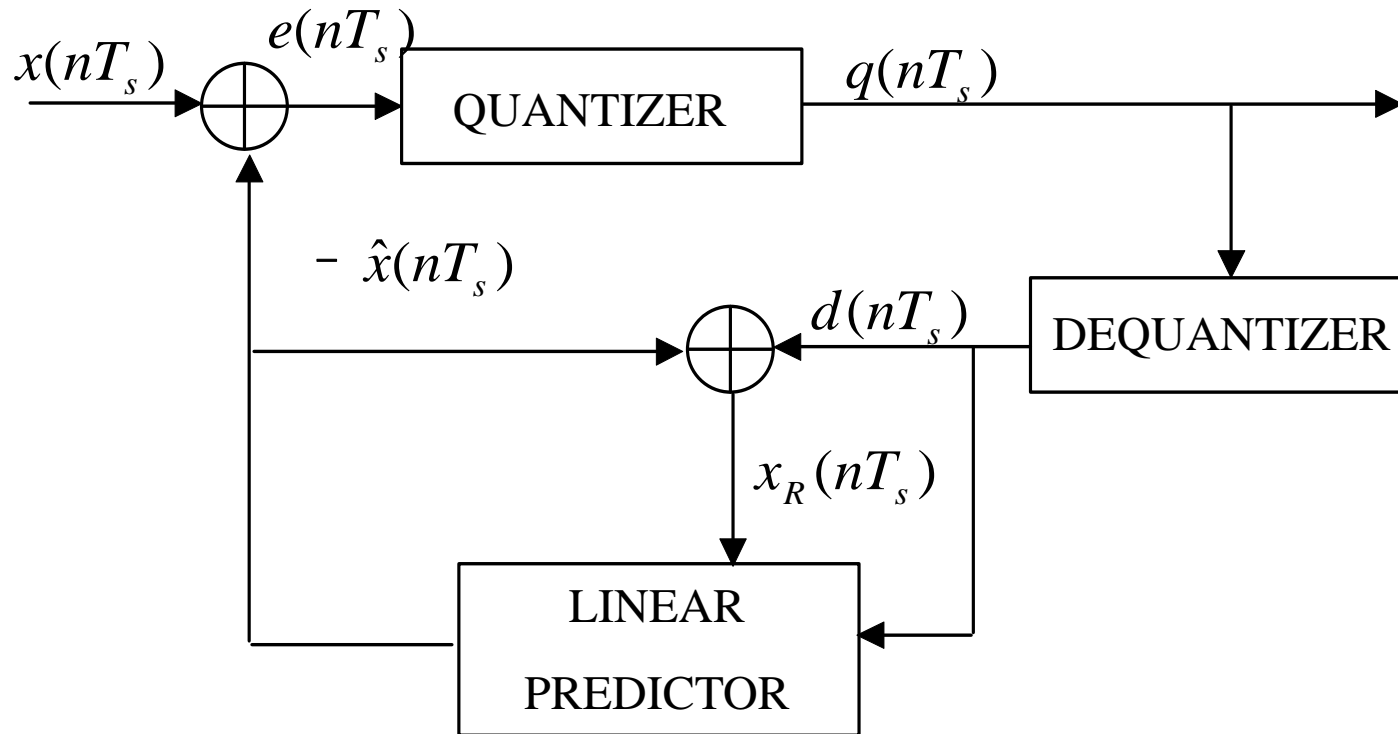 x(nT_s)
e(nT_s)
QUANTIZER
q(nT_s)
- x̂(nT_s)
d(nT_s)
DEQUANTIZER
x_R(nT_s)
LINEAR
PREDICTOR